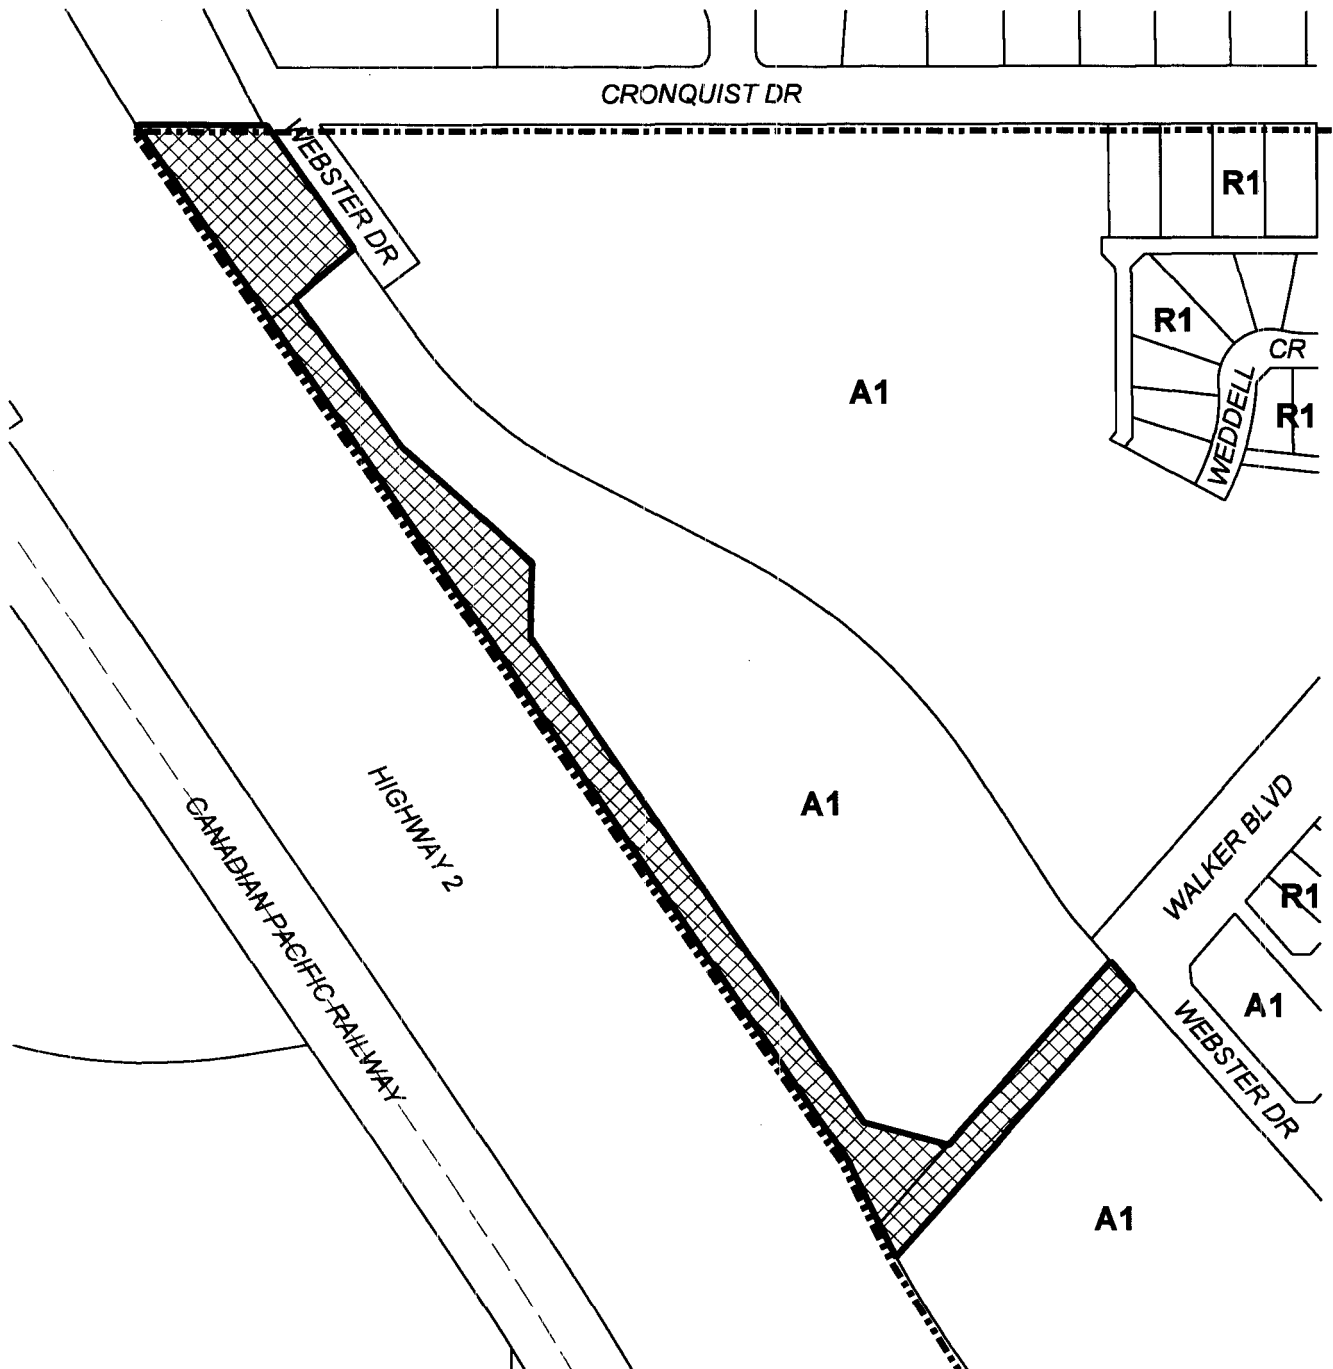 CRONQUIST DR
WEBSTER DR
R1
R1
CR
WEDDELL
R1
A1
A1
HIGHWAY 2
CANADIAN PACIFIC RAILWAY
WALKER BLVD
R1
A1
WEBSTER DR
A1